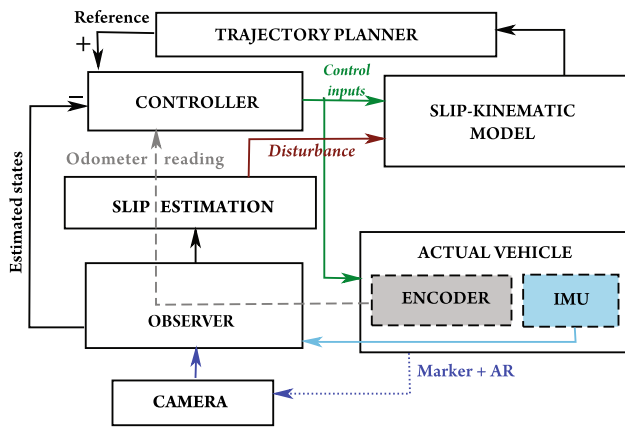 Reference
+
TRAJECTORY PLANNER
Control
inputs
−
CONTROLLER
SLIP-KINEMATIC
MODEL
Odometer reading
Disturbance
Estimated states
SLIP ESTIMATION
ACTUAL VEHICLE
ENCODER
IMU
OBSERVER
Marker + AR
CAMERA